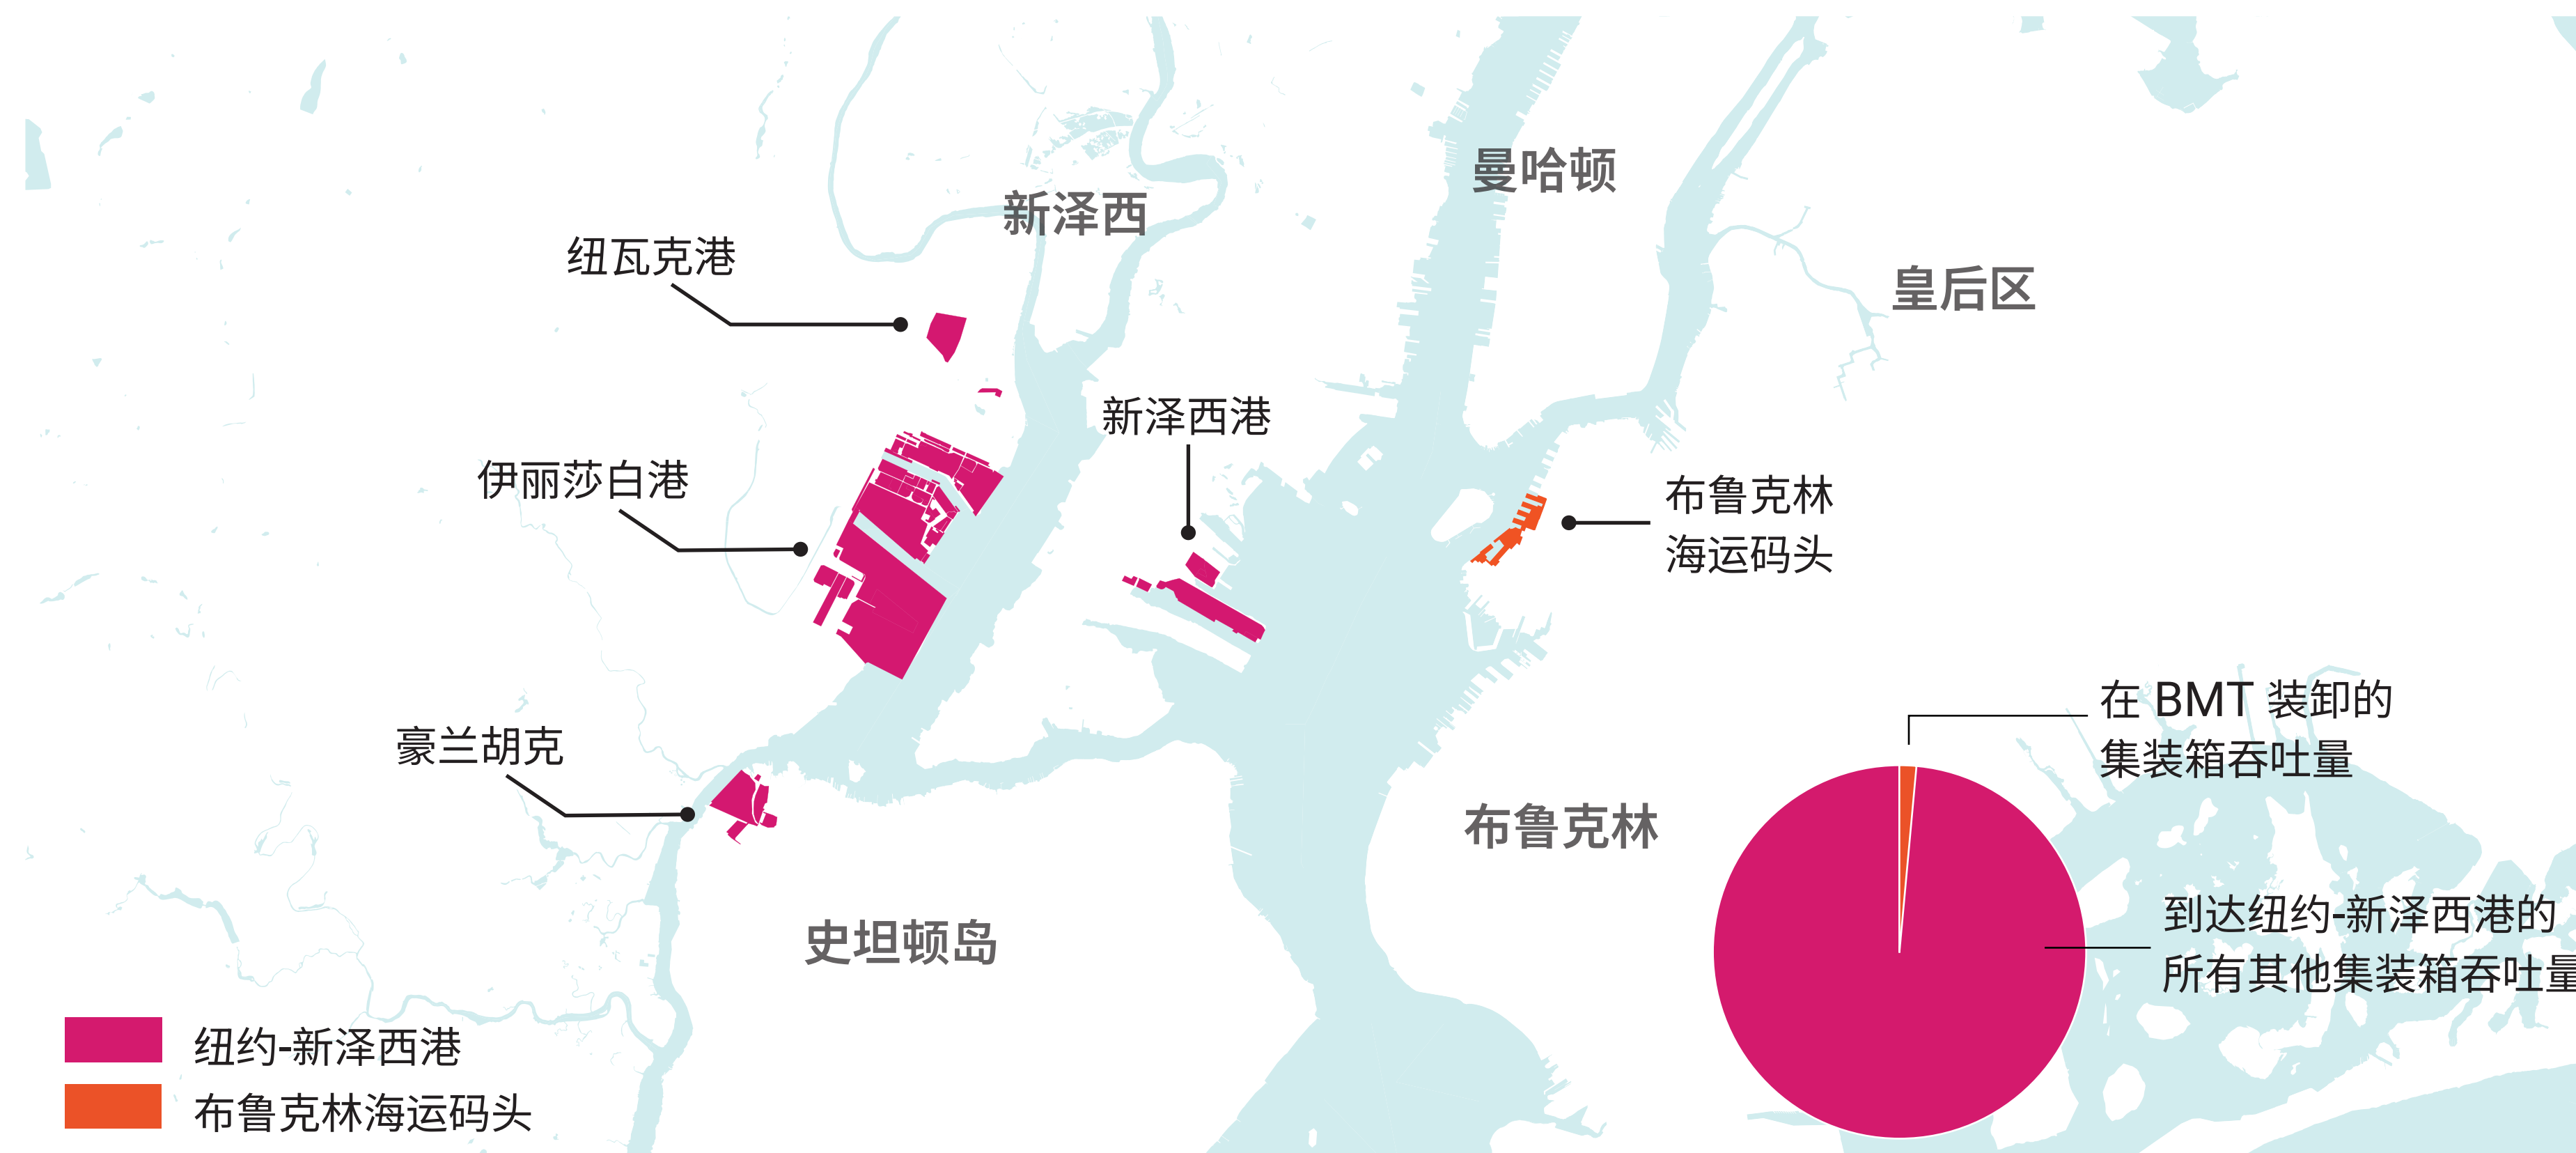 曼哈顿
新泽西
纽瓦克港
皇后区
新泽西港
伊丽莎白港
布鲁克林
海运码头
豪兰胡克
在 BMT 装卸的
集装箱吞吐量
布鲁克林
史坦顿岛
到达纽约-新泽西港的
所有其他集装箱吞吐量
纽约-新泽西港
布鲁克林海运码头